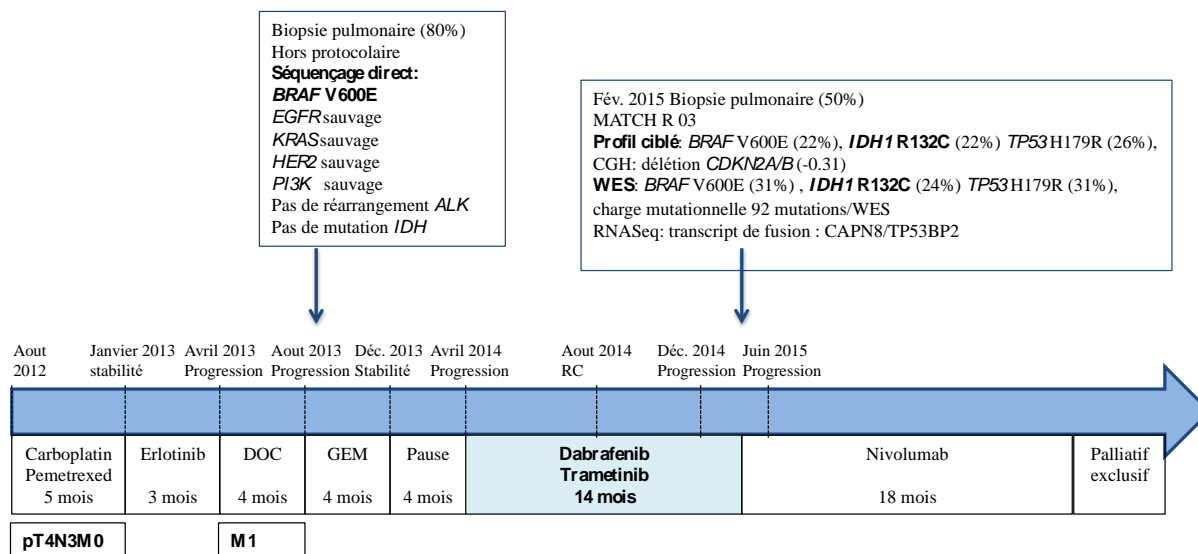 Biopsie pulmonaire (80%)
Hors protocolaire
Séquençage direct:
BRAF V600E
EGFR sauvage
KRAS sauvage
HER2 sauvage
PI3K sauvage
Pas de réarrangement ALK
Pas de mutation IDH
Fév. 2015 Biopsie pulmonaire (50%)
MATCH R 03
Profil ciblé: BRAF V600E (22%), IDH1 R132C (22%) TP53 H179R (26%),
CGH: délétion CDKN2A/B (-0.31)
WES: BRAF V600E (31%) , IDH1 R132C (24%) TP53 H179R (31%),
charge mutationnelle 92 mutations/WES
RNASeq: transcript de fusion : CAPN8/TP53BP2
Aout
2012
Janvier 2013
stabilité
Avril 2013
Progression
Aout 2013
Progression
Déc. 2013
Stabilité
Avril 2014
Progression
Aout 2014
RC
Déc. 2014
Progression
Juin 2015
Progression
Carboplatin
Pemetrexed
5 mois
Erlotinib
3 mois
DOC
4 mois
GEM
4 mois
Pause
4 mois
Dabrafenib
Trametinib
14 mois
Nivolumab
18 mois
Palliatif
exclusif
pT4N3M0
M1